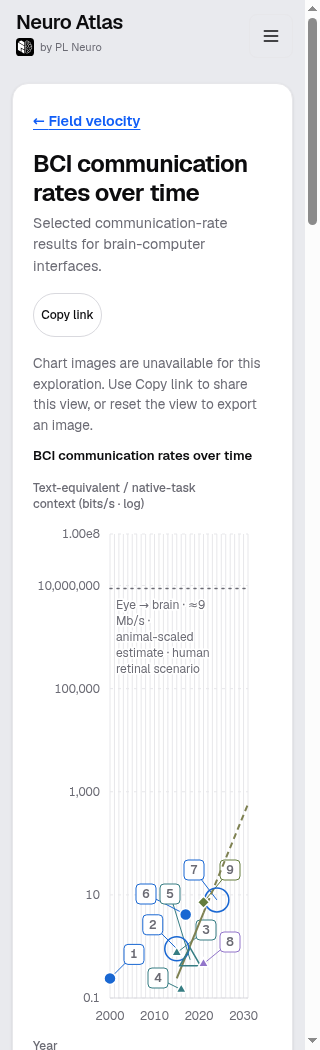 Neuro Atlas
by PL Neuro
← Field velocity
BCI communication
rates over time
Selected communication-rate
results for brain-computer
interfaces.
Copy link
Chart images are unavailable for this
exploration. Use Copy link to share
this view, or reset the view to export
an image.
BCI communication rates over time
Text-equivalent / native-task
context (bits/s · log)
1.00e8
10,000,000
Eye → brain · ≈9
Mb/s ·
animal-scaled
estimate · human
retinal scenario
100,000
1,000
7
9
10
6
5
2
3
8
1
4
0.1
2000
2010
2020
2030
Year